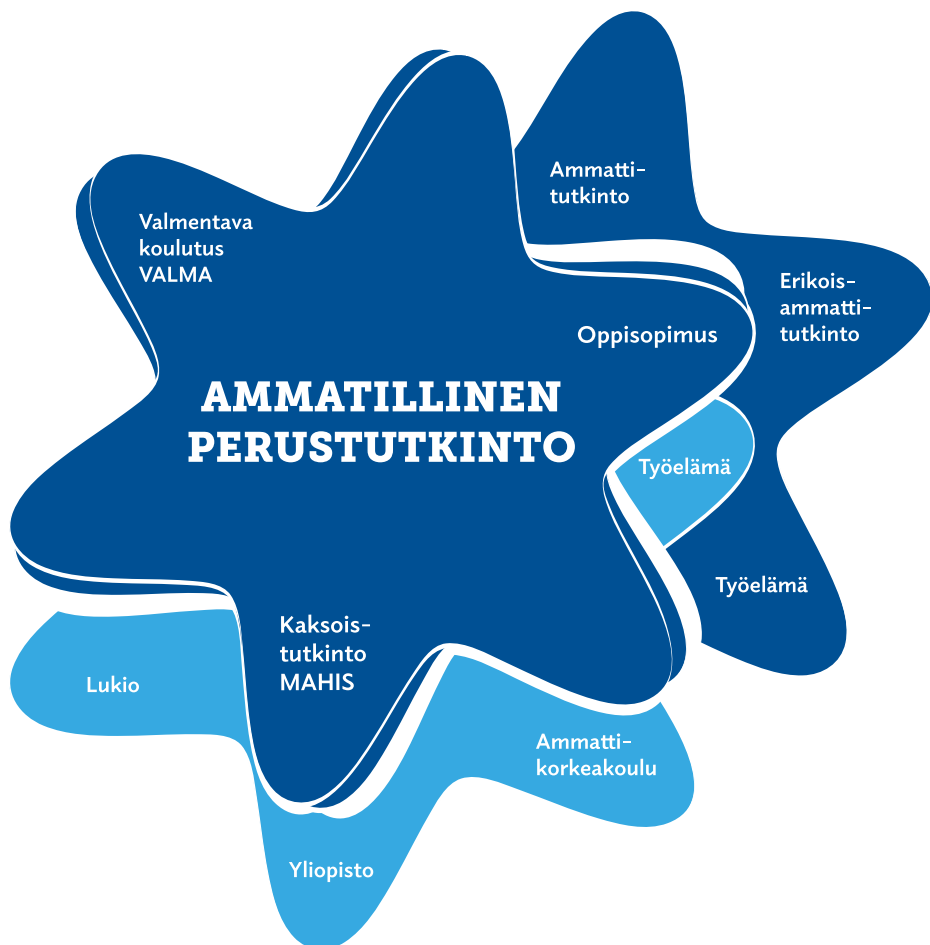 Ammatti-
tutkinto
Valmentava
koulutus
VALMA
Erikois-
ammatti-
tutkinto
Oppisopimus
AMMATILLINEN
PERUSTUTKINTO
Työelämä
Työelämä
Kaksois-
tutkinto
MAHIS
Lukio
Ammatti-
korkeakoulu
Yliopisto